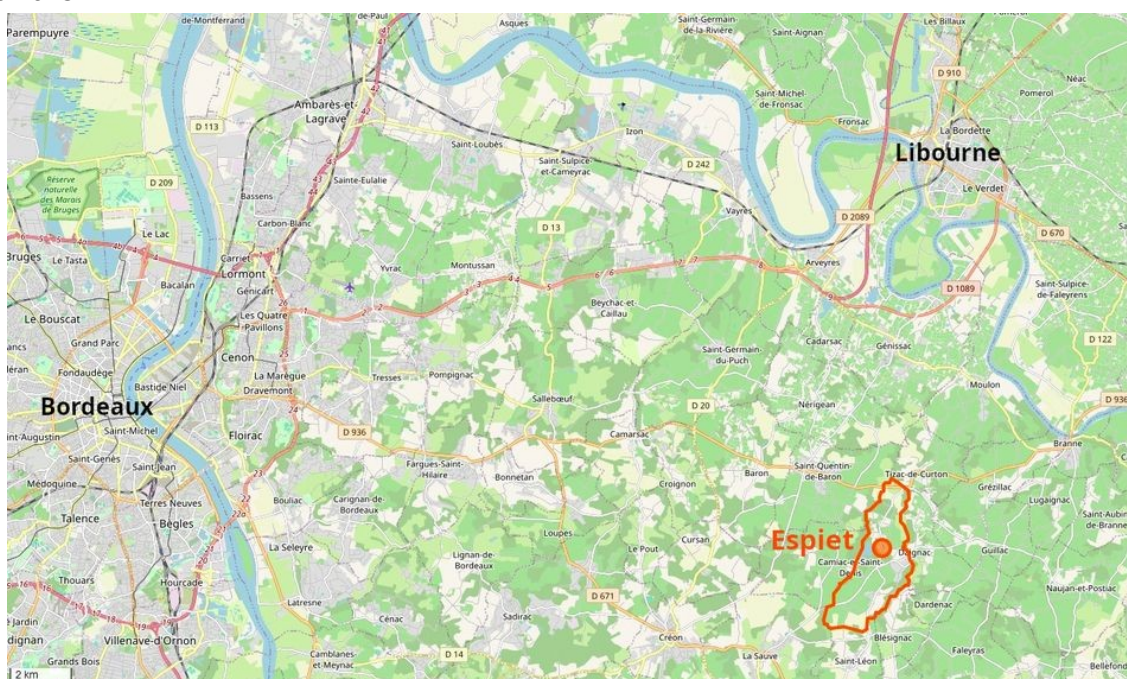 de-Montferrand
de-Paul
Asques
Saint-Germain-
de-la-Rivière
Saint-Aignan
Les Billaux
Parempuyre
D 910
Néac
Saint-Michel-
de-Fronsac
Pomerol
Ambarès-et-
Lagrave
D 113
Izon
Fronsac
La Bordette
Saint-Loubès
Libourne
Saint-Sulpice-
et-Cameyrac
D 242
Réserve
naturelle
des Marais
de Bruges
D 209
Sainte-Eulalie
Le Verdet
Bassens
Vayres
D 2089
Carbon-Blanc
D 13
D 670
Le Lac
Bruges
Le Tasta
Carriet
Lormont
Yvrac
Montussan
Arveyres
Génicart
Bacalan
D 1089
Saint-Sulpice-
de-Faleyrens
Beychac-et-
Caillau
Le Bouscat
Les Quatre
Pavillons
Grand Parc
Cadarsac
Génissac
D 122
Saint-Germain-
du-Puch
Cenon
Fondaudège
La Marègue
Tresses
Pompignac
Bastide Niel
Dravemont
Moulon
Salleboeuf
D 20
Nérigean
D 936
Bordeaux
Saint-Michel
int-Augustin
Floirac
D 936
Camarsac
Branne
Saint-Genès
Saint-Jean
Fargues-Saint-
Hilaire
Bonnetan
Baron
Saint-Quentin-
de-Baron
Tizac-de-Curton
Médoquine
Croignon
Grézillac
Terres Neuves
Bouliac
Carignan-de-
Bordeaux
Lugaignac
Talence
Bègles
Saint-Aubin
de-Branne
Loupes
Espiet
Cursan
La Seleyre
Le Pout
Daignac
Guillac
Lignan-de-
Bordeaux
Camiac-et-Saint-
Denis
Thouars
Hourcade
Naujan-et-Postiac
D 671
Latresne
Dardenac
Sadirac
Cénac
Créon
Villenave-d'Ornon
Blésignac
Camblanes-
et-Meynac
D 14
La Sauve
Faleyras
Grands Bois
Saint-Léon
Bellefond
2 km